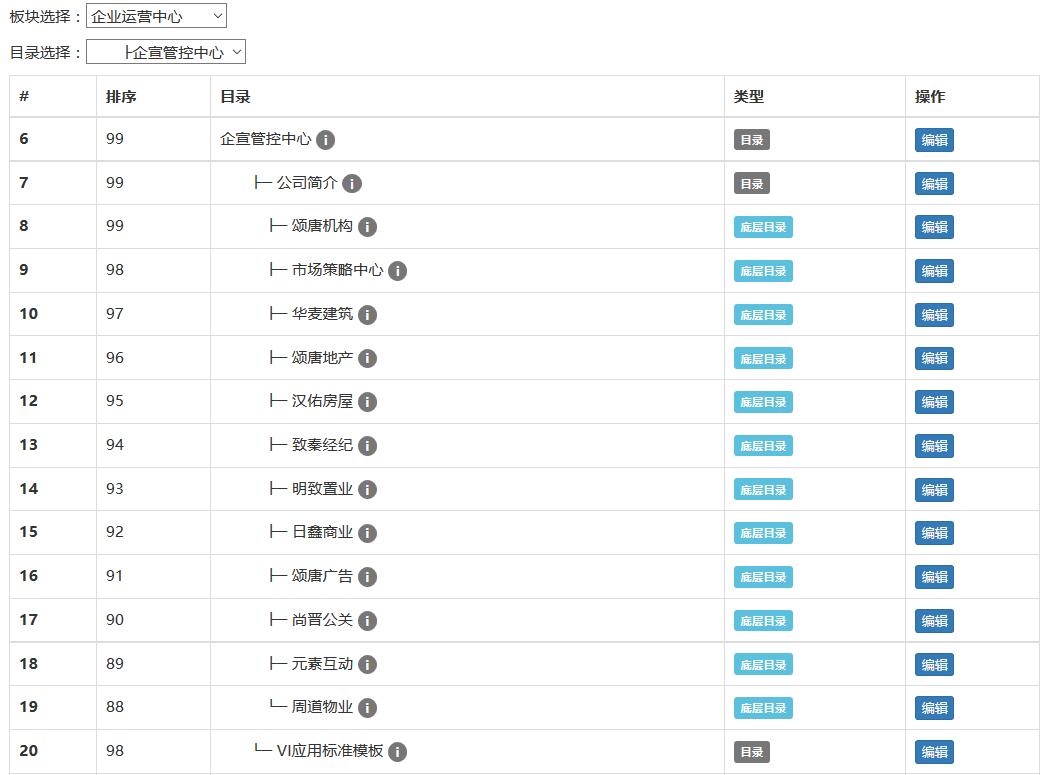 板块选择：企业运营中心
目录选择：├企宣管控中心
# 排序 目录 类型 操作
6 99 企宣管控中心 i 目录 编辑
7 99 ├─ 公司简介 i 目录 编辑
8 99 ├─ 颂唐机构 i 底层目录 编辑
9 98 ├─ 市场策略中心 i 底层目录 编辑
10 97 ├─ 华麦建筑 i 底层目录 编辑
11 96 ├─ 颂唐地产 i 底层目录 编辑
12 95 ├─ 汉佑房屋 i 底层目录 编辑
13 94 ├─ 致秦经纪 i 底层目录 编辑
14 93 ├─ 明致置业 i 底层目录 编辑
15 92 ├─ 日鑫商业 i 底层目录 编辑
16 91 ├─ 颂唐广告 i 底层目录 编辑
17 90 ├─ 尚晋公关 i 底层目录 编辑
18 89 ├─ 元素互动 i 底层目录 编辑
19 88 └─ 周道物业 i 底层目录 编辑
20 98 └─ VI应用标准模板 i 目录 编辑